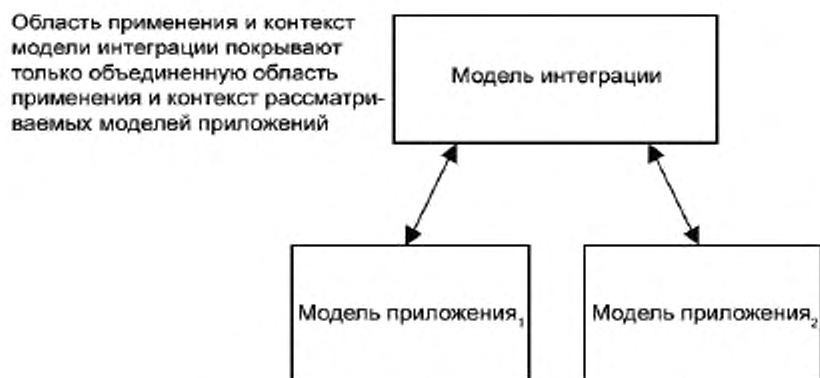 Область применения и контекст
модели интеграции покрывают
только объединенную область
применения и контекст рассматри-
ваемых моделей приложений
Модель интеграции
Модель приложения₁
Модель приложения₂